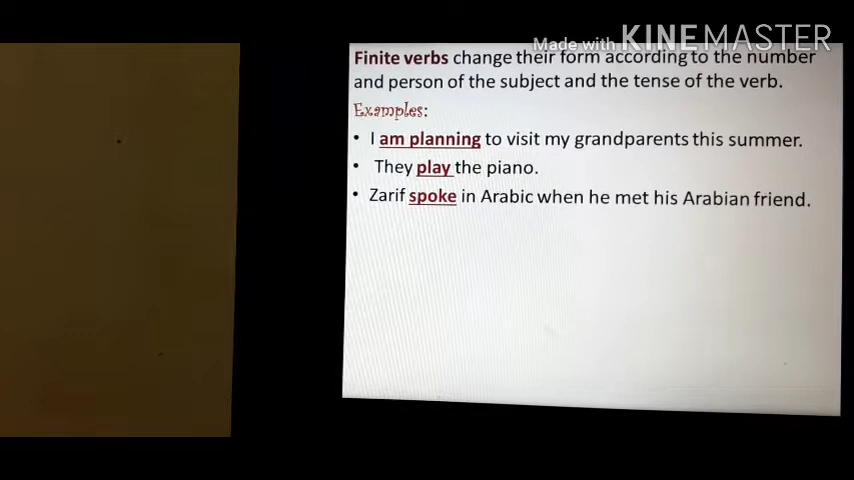 Made with KINEMASTER
Finite verbs change their form according to the number
and person of the subject and the tense of the verb.
Examples:
• I am planning to visit my grandparents this summer.
• They play the piano.
• Zarif spoke in Arabic when he met his Arabian friend.